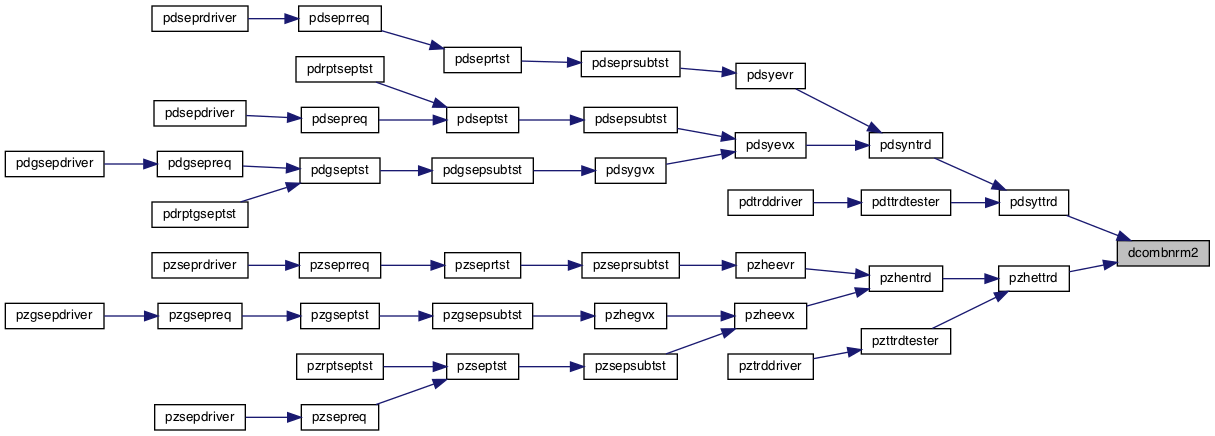 pdseprdriver
pdseprreq
pdseprtst
pdseprsubtst
pdsyevr
pdrptseptst
pdsepdriver
pdsepreq
pdseptst
pdsepsubtst
pdsyevx
pdsyntrd
pdgsepdriver
pdgsepreq
pdgseptst
pdgsepsubtst
pdsygvx
pdrptgseptst
pdtrddriver
pdttrdtester
pdsyttrd
dcombnrm2
pzseprdriver
pzseprreq
pzseprtst
pzseprsubtst
pzheevr
pzhentrd
pzhettrd
pzgsepdriver
pzgsepreq
pzgseptst
pzgsepsubtst
pzhegvx
pzheevx
pzttrdtester
pzrptseptst
pzseptst
pzsepsubtst
pztrddriver
pzsepdriver
pzsepreq